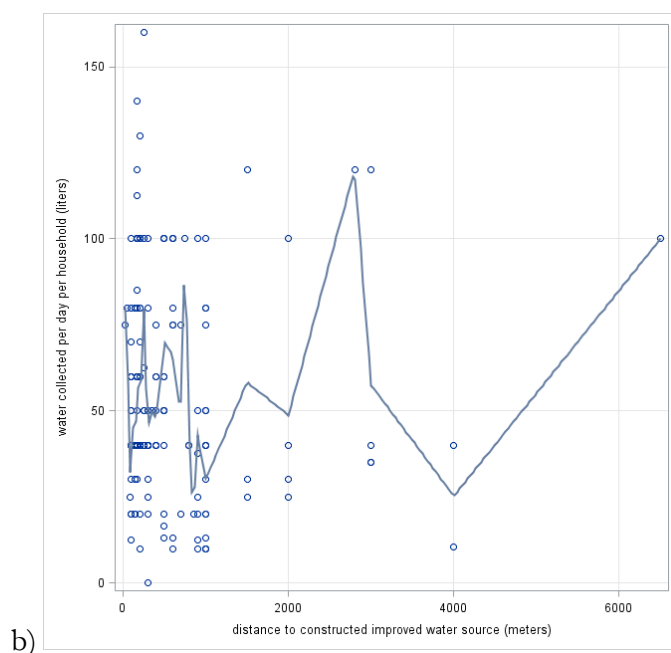 150
100
50
0
water collected per day per household (liters)
0 2000 4000 6000
distance to constructed improved water source (meters)
b)